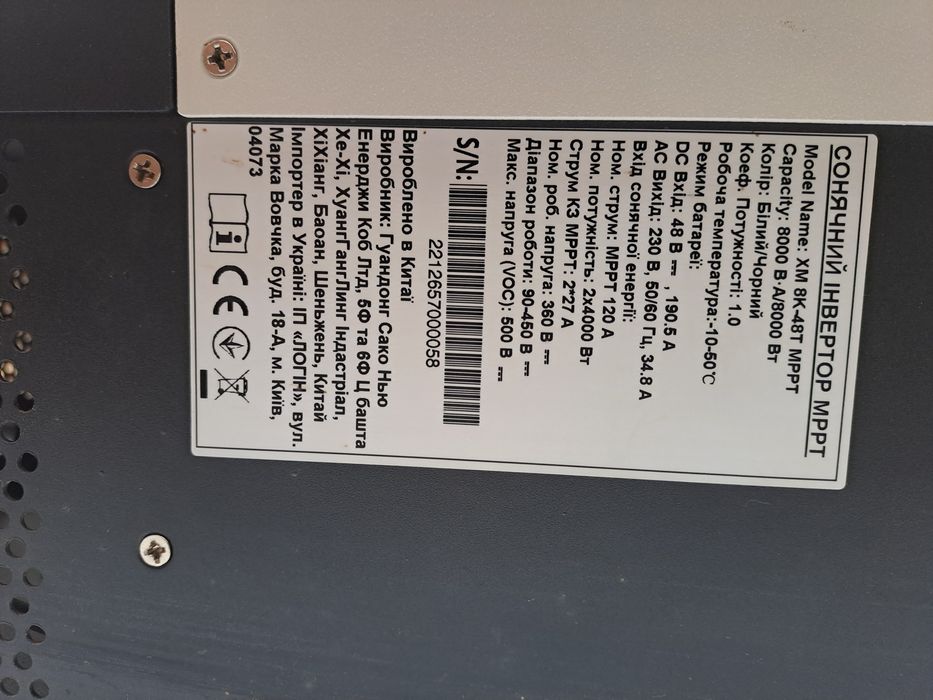 СОНЯЧНИЙ ІНВЕРТОР MPPT
Model Name: XM 8K-48T MPPT
Capacity: 8000 В·А/8000 Вт
Колір: Білий/Чорний
Коеф. Потужності: 1.0
Робоча температура:-10-50℃
Режим батареї:
DC Вхід: 48 В ⎓ , 190.5 А
AC Вихід: 230 В, 50/60 Гц, 34.8 А
Вхід сонячної енергії:
Ном. струм: MPPT 120 А
Ном. потужність: 2x4000 Вт
Струм КЗ MPPT: 2*27 А
Ном. роб. напруга: 360 В ⎓
Діапазон роботи: 90-450 В ⎓
Макс. напруга (VOC): 500 В ⎓
S/N:
2212657000058
Вироблено в Китаї
Виробник: Гуандонг Сако Нью
Енерджи Коб Лтд, 5Ф та 6Ф Ц башта
Хе-Хі, ХуангГангЛинг Індастріал,
ХіХіанг, Баоан, Шеньжень, Китай
Імпортер в Україні: ІП «ЛОГІН», вул.
Марка Вовчка, буд. 18-А, м. Київ,
04073
CE